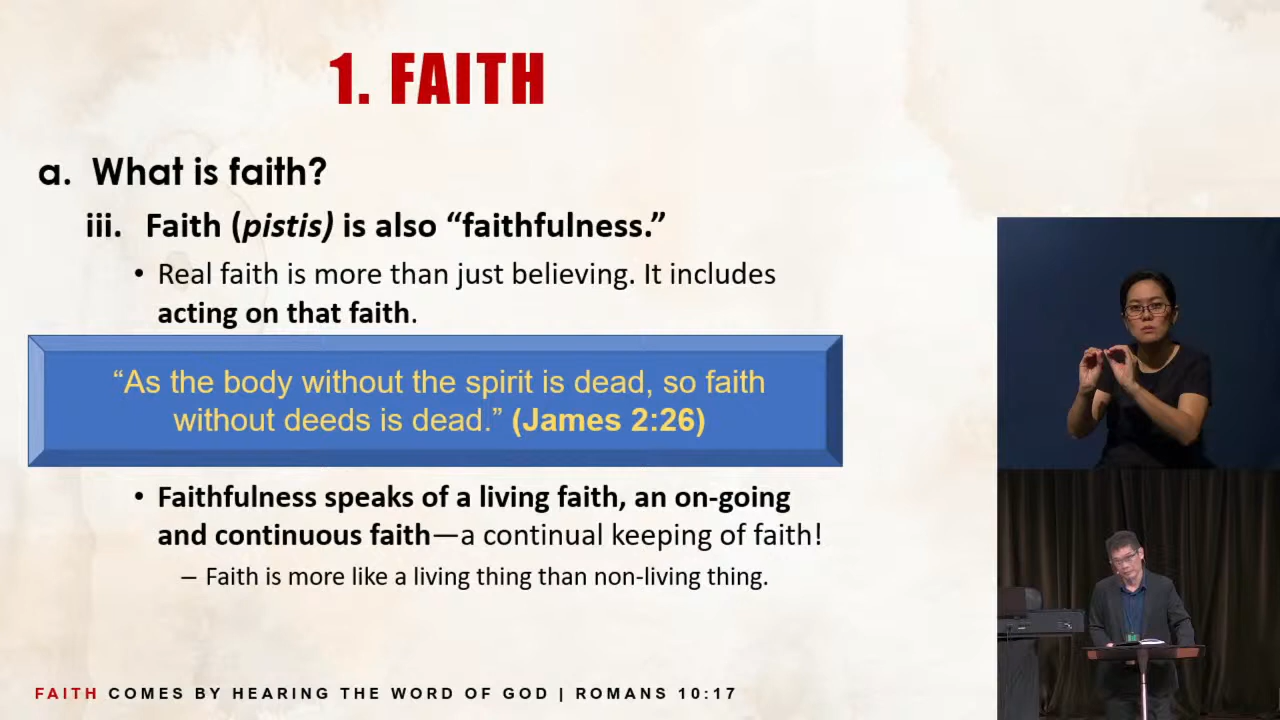 1. FAITH
a. What is faith?
iii. Faith (pistis) is also “faithfulness.”
• Real faith is more than just believing. It includes
acting on that faith.
“As the body without the spirit is dead, so faith
without deeds is dead.” (James 2:26)
• Faithfulness speaks of a living faith, an on-going
and continuous faith—a continual keeping of faith!
– Faith is more like a living thing than non-living thing.
FAITH COMES BY HEARING THE WORD OF GOD | ROMANS 10:17